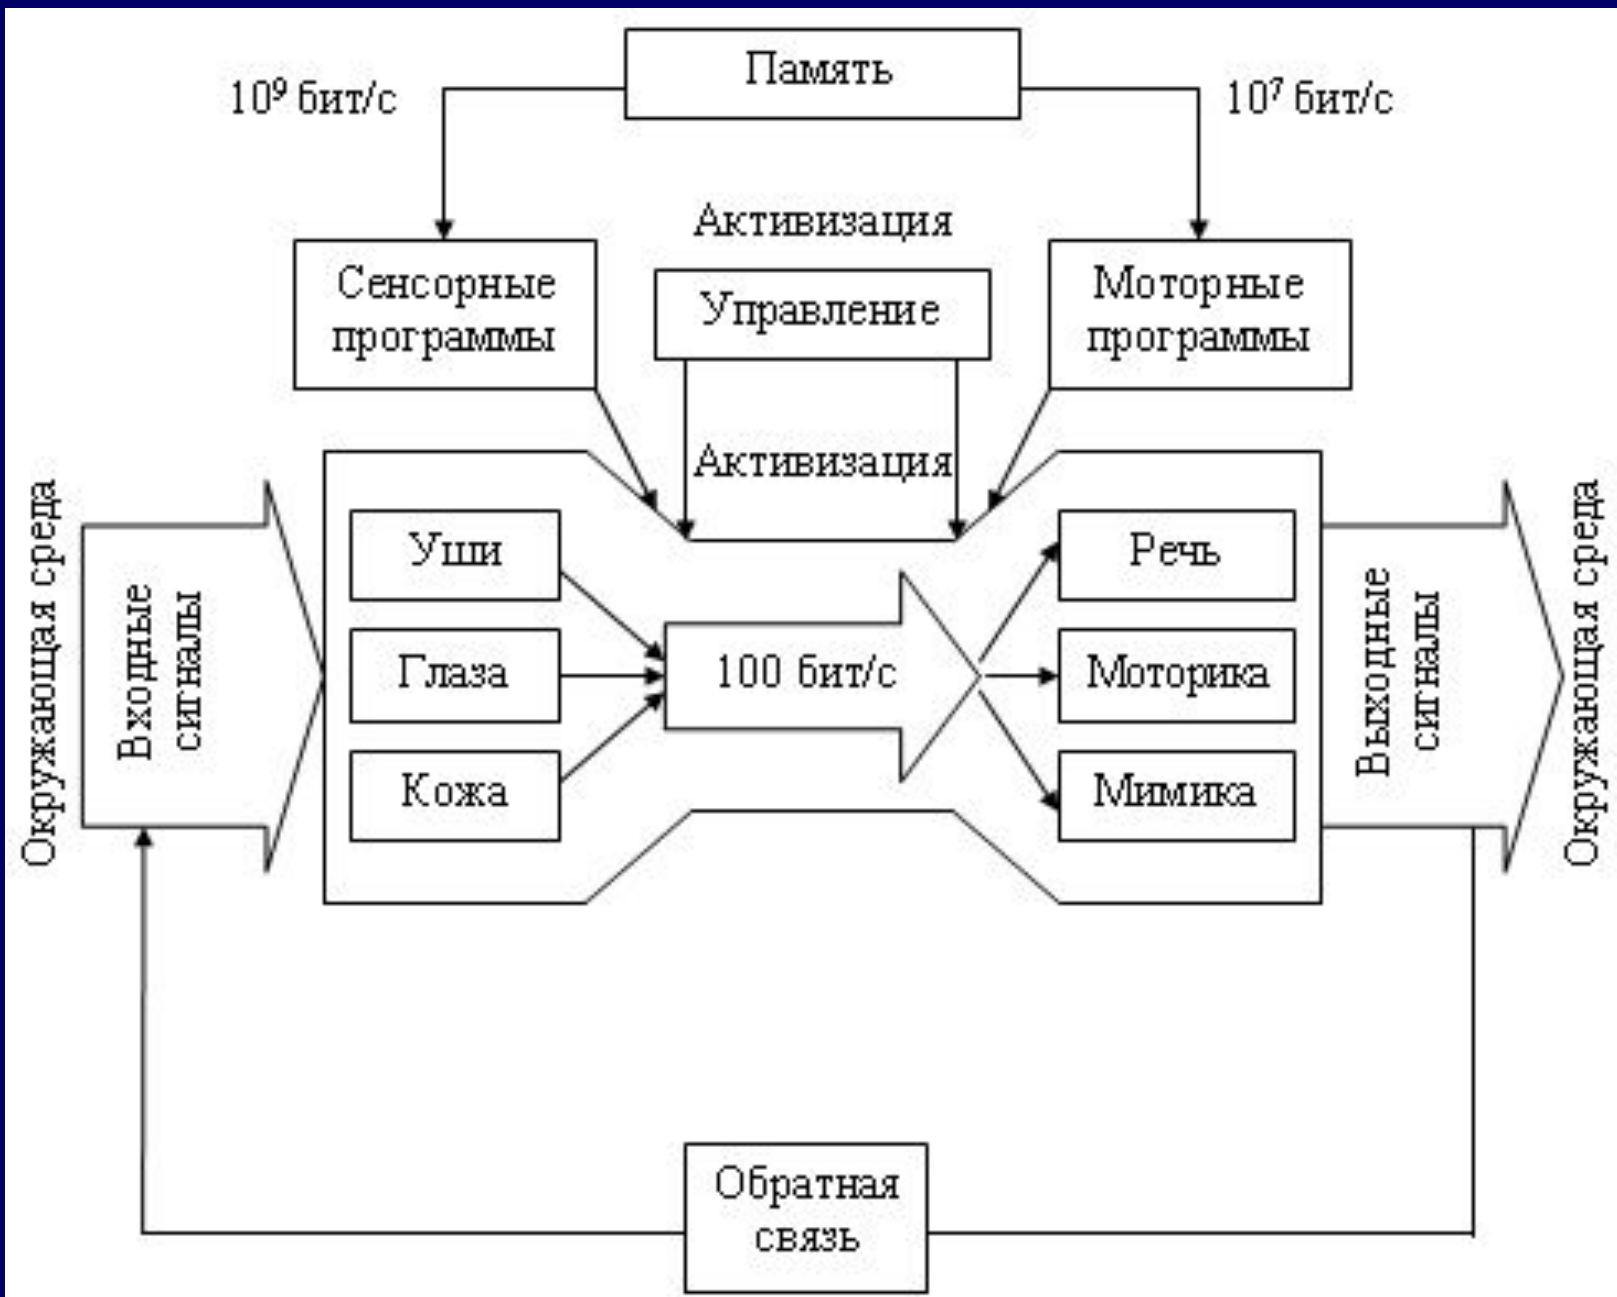 Память
10⁹ бит/с
10⁷ бит/с
Активизация
Сенсорные
программы
Управление
Моторные
программы
Активизация
Окружающая среда
Входные
сигналы
Уши
Глаза
Кожа
100 бит/с
Речь
Моторика
Мимика
Выходные
сигналы
Окружающая среда
Обратная
связь